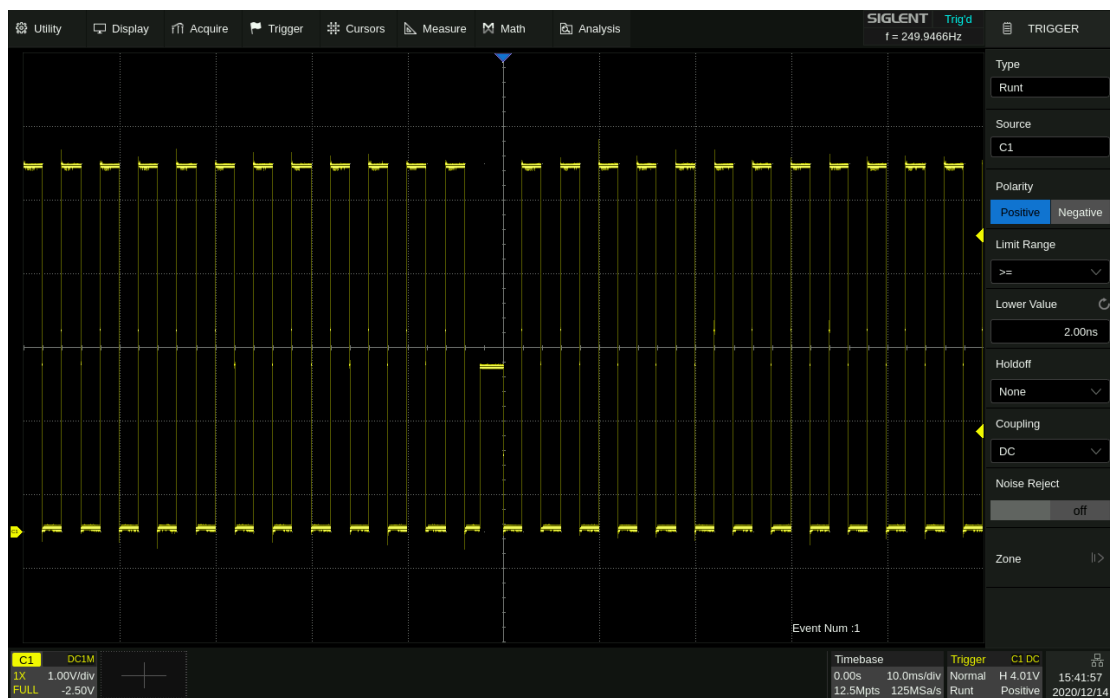 Utility Display Acquire Trigger Cursors Measure Math Analysis
SIGLENT Trig'd
f = 249.9466Hz
TRIGGER
Type
Runt
Source
C1
Polarity
Positive Negative
Limit Range
>=
Lower Value
2.00ns
Holdoff
None
Coupling
DC
Noise Reject
off
Zone
Event Num :1
C1 DC1M
1X 1.00V/div
FULL -2.50V
Timebase
0.00s 10.0ms/div
12.5Mpts 125MSa/s
Trigger C1 DC
Normal H 4.01V
Runt Positive
15:41:57
2020/12/14